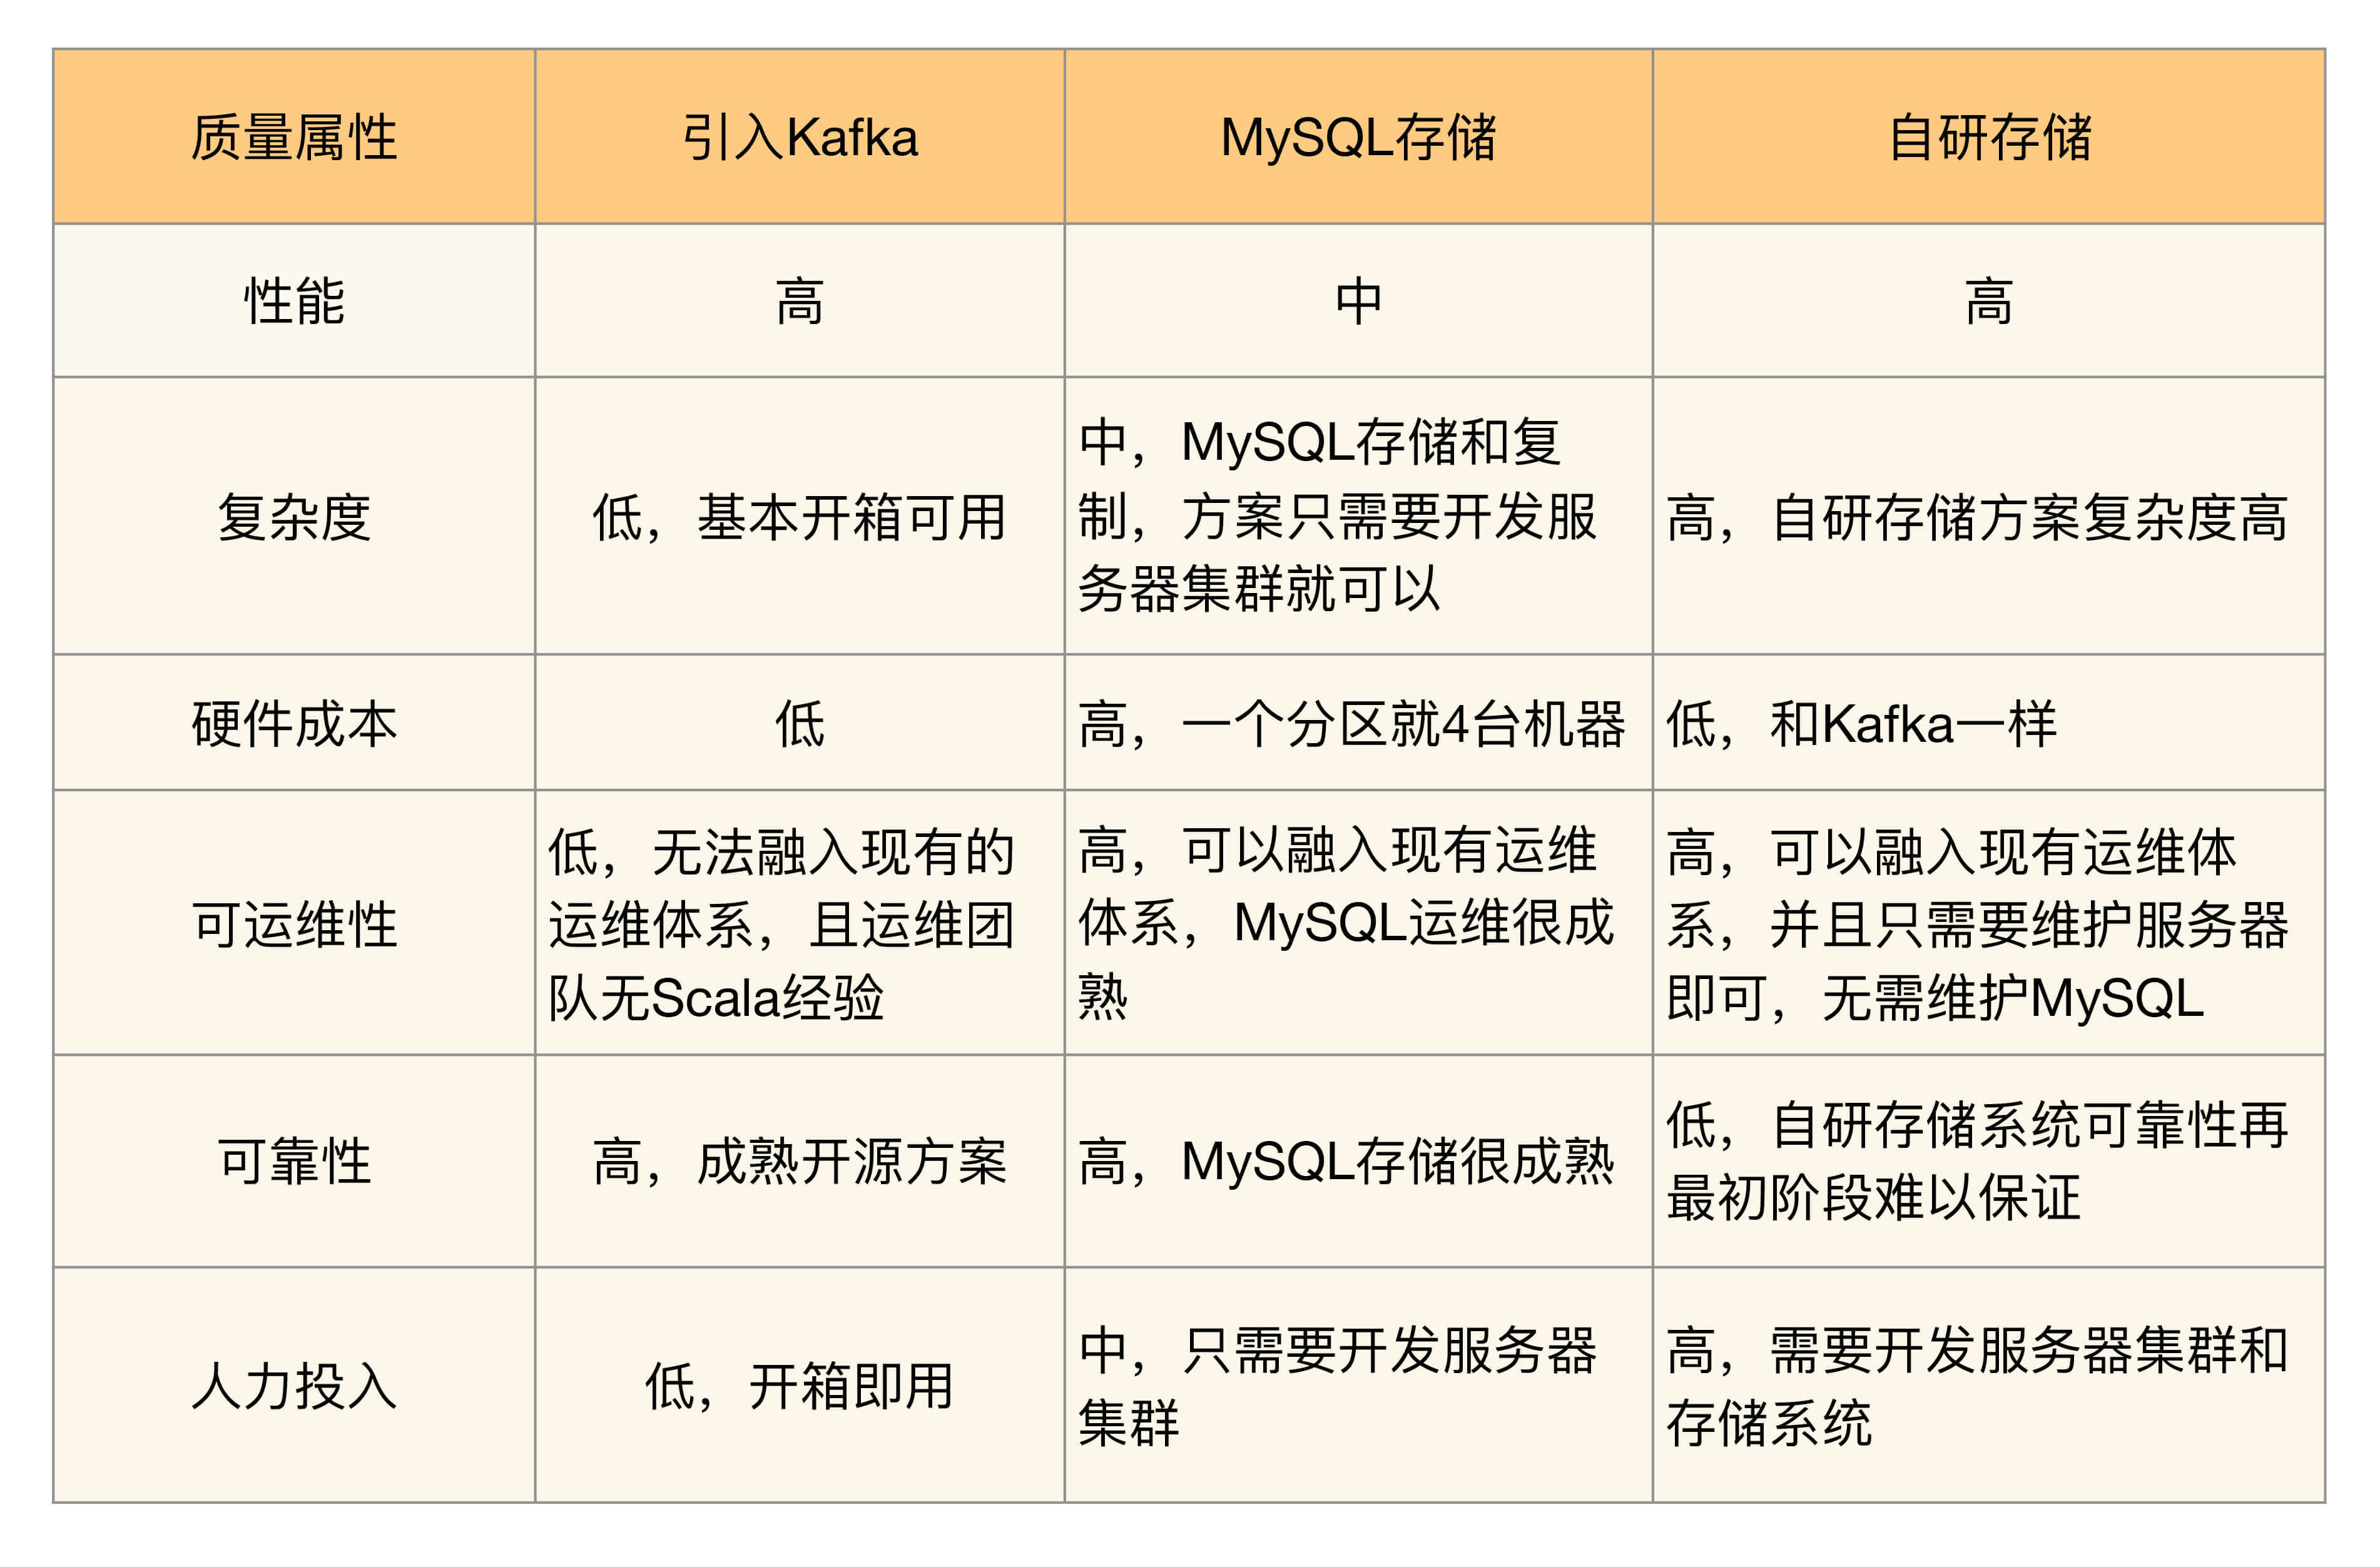 质量属性
引入Kafka
MySQL存储
自研存储
性能
高
中
高
复杂度
低，基本开箱可用
中，MySQL存储和复
制，方案只需要开发服
务器集群就可以
高，自研存储方案复杂度高
硬件成本
低
高，一个分区就4台机器
低，和Kafka一样
可运维性
低，无法融入现有的
运维体系，且运维团
队无Scala经验
高，可以融入现有运维
体系，MySQL运维很成
熟
高，可以融入现有运维体
系，并且只需要维护服务器
即可，无需维护MySQL
可靠性
高，成熟开源方案
高，MySQL存储很成熟
低，自研存储系统可靠性再
最初阶段难以保证
人力投入
低，开箱即用
中，只需要开发服务器
集群
高，需要开发服务器集群和
存储系统